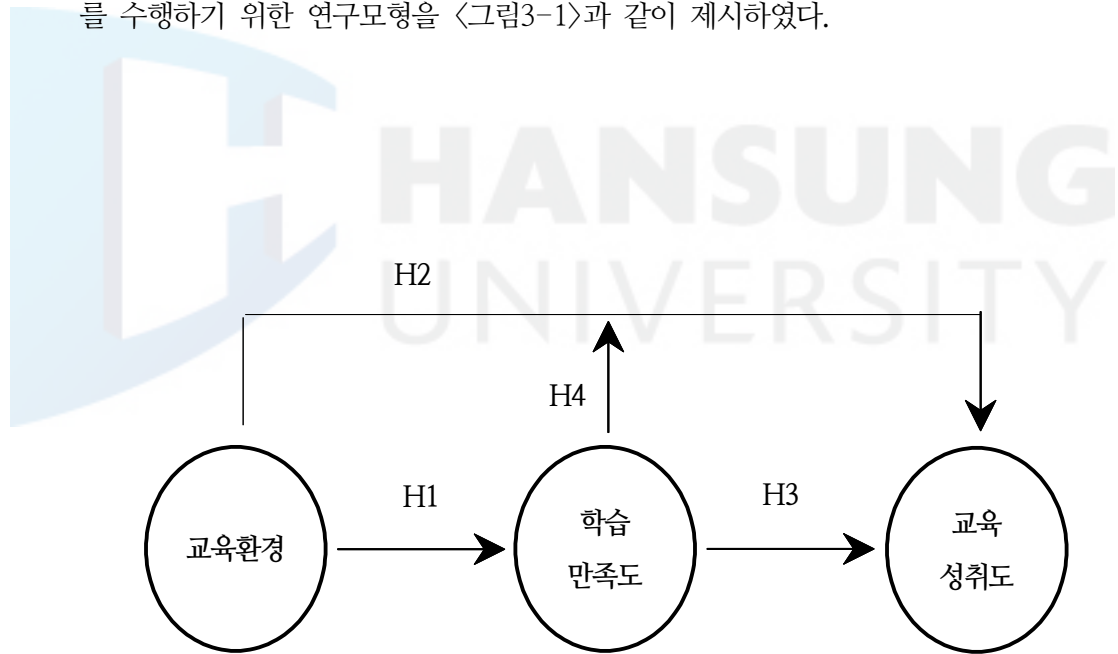 를 수행하기 위한 연구모형을 <그림3-1>과 같이 제시하였다.
HANSUNG
UNIVERSITY
H2
H4
H1
H3
교육환경
학습
만족도
교육
성취도